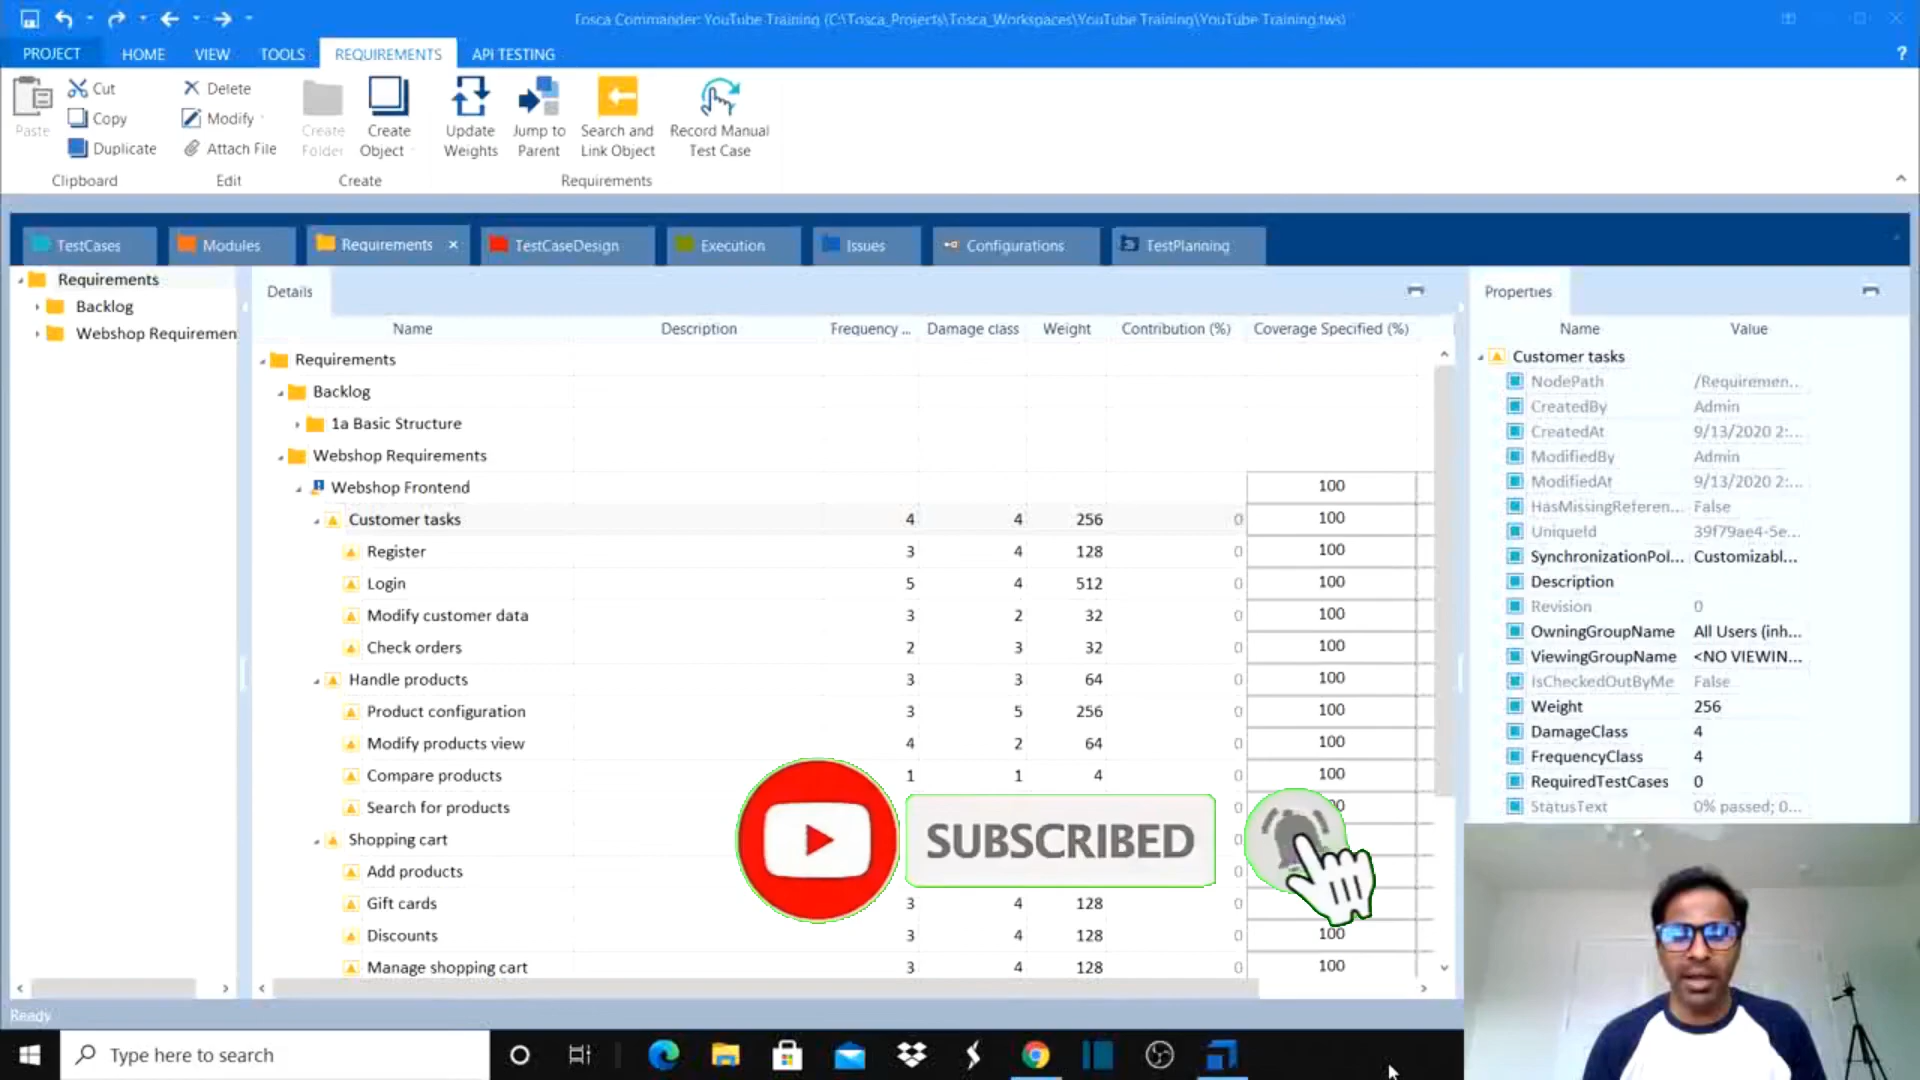 Tosca Commander: YouTube Training (C:\Tosca_Projects\Tosca_Workspaces\YouTube Training\YouTube Training.tws)
PROJECT HOME VIEW TOOLS REQUIREMENTS API TESTING ?
Paste Cut Copy Duplicate
Clipboard
Delete Modify Attach File
Edit
Create Folder Create Object
Create
Update Weights Jump to Parent Search and Link Object Record Manual Test Case
Requirements
TestCases Modules Requirements × TestCaseDesign Execution Issues Configurations TestPlanning
Requirements
Backlog
Webshop Requiremen
Details
Name Description Frequency ... Damage class Weight Contribution (%) Coverage Specified (%)
Requirements
Backlog
1a Basic Structure
Webshop Requirements
Webshop Frontend 100
Customer tasks 4 4 256 0 100
Register 3 4 128 0 100
Login 5 4 512 0 100
Modify customer data 3 2 32 0 100
Check orders 2 3 32 0 100
Handle products 3 3 64 0 100
Product configuration 3 5 256 0 100
Modify products view 4 2 64 0 100
Compare products 1 1 4 0 100
Search for products 0
Shopping cart 0
Add products 0
Gift cards 3 4 128 0
Discounts 3 4 128 0 100
Manage shopping cart 3 4 128 0 100
SUBSCRIBED
Properties
Name Value
Customer tasks
NodePath /Requiremen...
CreatedBy Admin
CreatedAt 9/13/2020 2:...
ModifiedBy Admin
ModifiedAt 9/13/2020 2:...
HasMissingReferen... False
UniqueId 39f79ae4-5e...
SynchronizationPol... Customizabl...
Description
Revision 0
OwningGroupName All Users (inh...
ViewingGroupName <NO VIEWIN...
IsCheckedOutByMe False
Weight 256
DamageClass 4
FrequencyClass 4
RequiredTestCases 0
StatusText 0% passed; 0...
Ready
Type here to search